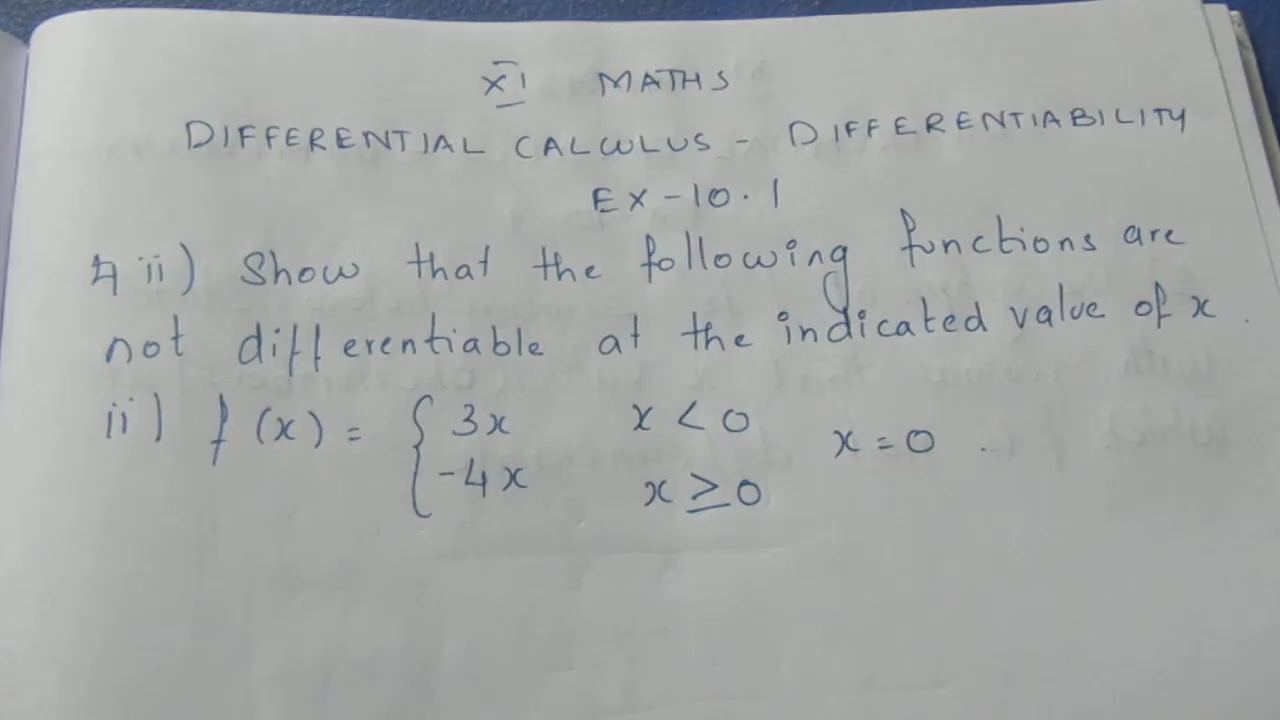 XI MATHS
DIFFERENTIAL CALCULUS - DIFFERENTIABILITY
EX-10.1
4 ii) Show that the following functions are
not differentiable at the indicated value of x.
ii) f(x) = { 3x x < 0 x = 0.
-4x x ≥ 0